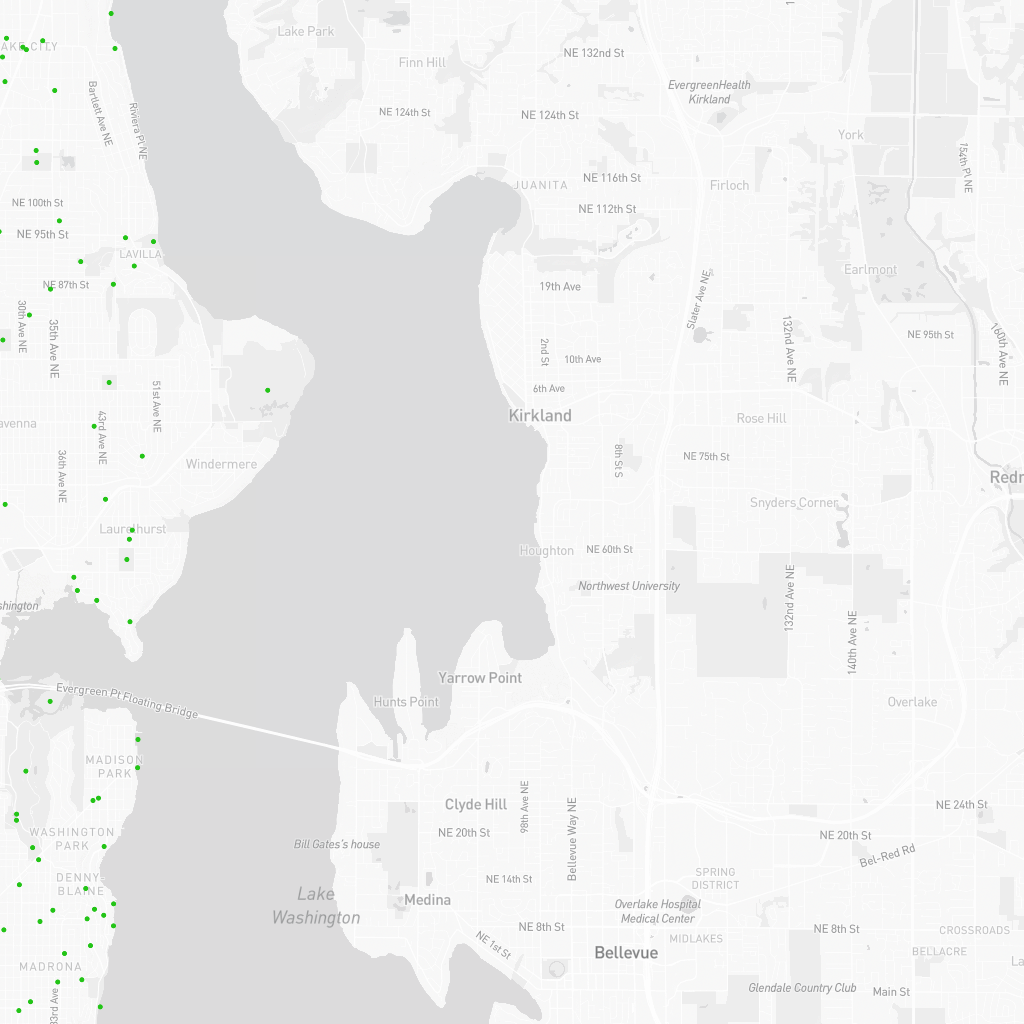 Lake Park
AKE CITY
NE 132nd St
Finn Hill
EvergreenHealth
Kirkland
Bartlett Ave NE
Riviera Pl NE
NE 124th St
NE 124th St
York
154th Pl NE
JUANITA
NE 116th St
Firloch
NE 100th St
NE 112th St
NE 95th St
LAVILLA
Earlmont
NE 87th St
19th Ave
Slater Ave NE
30th Ave NE
35th Ave NE
2nd St
132nd Ave NE
NE 95th St
160th Ave NE
10th Ave
6th Ave
51st Ave NE
43rd Ave NE
Kirkland
Rose Hill
avenna
36th Ave NE
Windermere
8th St S
NE 75th St
Redr
Snyders Corner
Laurelhurst
Houghton
NE 60th St
Northwest University
132nd Ave NE
140th Ave NE
shington
Yarrow Point
Evergreen Pt Floating Bridge
Hunts Point
Overlake
MADISON
PARK
Clyde Hill
98th Ave NE
Bellevue Way NE
NE 24th St
WASHINGTON
PARK
NE 20th St
NE 20th St
Bill Gates's house
Bel-Red Rd
DENNY-
BLAINE
NE 14th St
SPRING
DISTRICT
Lake
Washington
Medina
Overlake Hospital
Medical Center
NE 8th St
NE 8th St
CROSSROADS
MIDLAKES
NE 1st St
Bellevue
BELLACRE
La
MADRONA
Glendale Country Club
Main St
33rd Ave